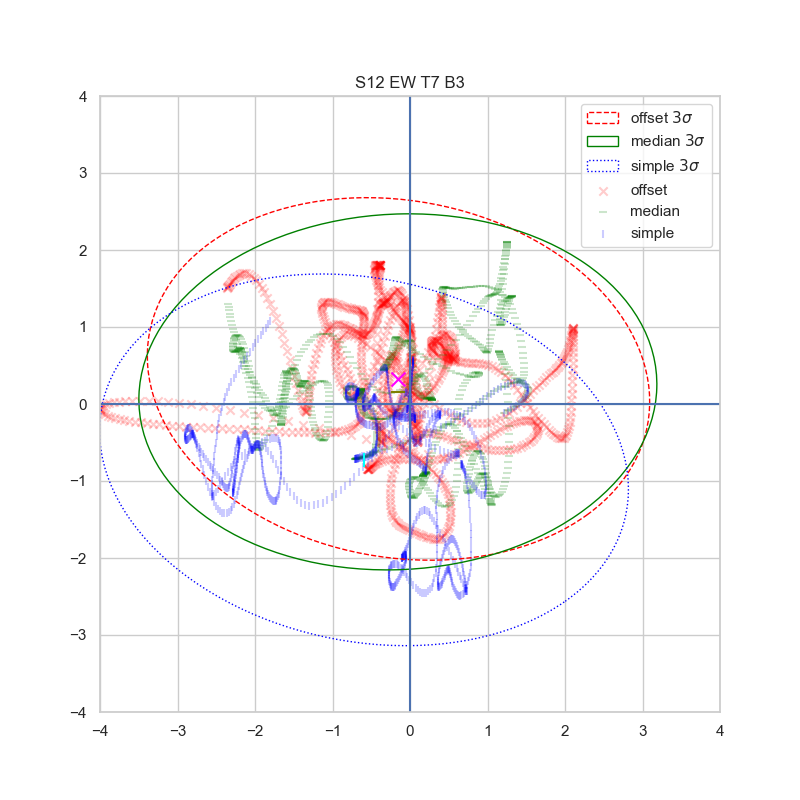 S12 EW T7 B3
offset 3σ
median 3σ
simple 3σ
offset
median
simple
4
3
2
1
0
−1
−2
−3
−4
−4 −3 −2 −1 0 1 2 3 4